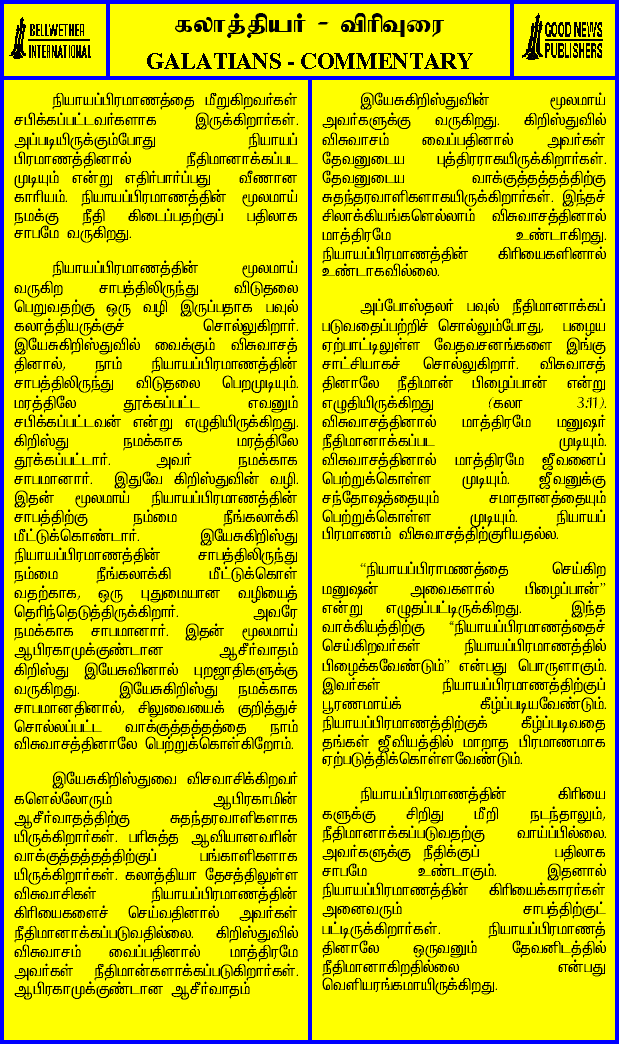 BELLWETHER
INTERNATIONAL
கலாத்தியர் - விரிவுரை
GALATIANS - COMMENTARY
GOOD NEWS
PUBLISHERS
நியாயப்பிரமாணத்தை மீறுகிறவர்கள்
சபிக்கப்பட்டவர்களாக இருக்கிறார்கள்.
அப்படியிருக்கும்போது நியாயப்
பிரமாணத்தினால் நீதிமானாக்கப்பட
முடியும் என்று எதிர்பார்ப்பது வீணான
காரியம். நியாயப்பிரமாணத்தின் மூலமாய்
நமக்கு நீதி கிடைப்பதற்குப் பதிலாக
சாபமே வருகிறது.
நியாயப்பிரமாணத்தின் மூலமாய்
வருகிற சாபத்திலிருந்து விடுதலை
பெறுவதற்கு ஒரு வழி இருப்பதாக பவுல்
கலாத்தியருக்குச் சொல்லுகிறார்.
இயேசுகிறிஸ்துவில் வைக்கும் விசுவாசத்
தினால், நாம் நியாயப்பிரமாணத்தின்
சாபத்திலிருந்து விடுதலை பெறமுடியும்.
மரத்திலே தூக்கப்பட்ட எவனும்
சபிக்கப்பட்டவன் என்று எழுதியிருக்கிறது.
கிறிஸ்து நமக்காக மரத்திலே
தூக்கப்பட்டார். அவர் நமக்காக
சாபமானார். இதுவே கிறிஸ்துவின் வழி.
இதன் மூலமாய் நியாயப்பிரமாணத்தின்
சாபத்திற்கு நம்மை நீங்கலாக்கி
மீட்டுக்கொண்டார். இயேசுகிறிஸ்து
நியாயப்பிரமாணத்தின் சாபத்திலிருந்து
நம்மை நீங்கலாக்கி மீட்டுக்கொள்
வதற்காக, ஒரு புதுமையான வழியைத்
தெரிந்தெடுத்திருக்கிறார். அவரே
நமக்காக சாபமானார். இதன் மூலமாய்
ஆபிரகாமுக்குண்டான ஆசீர்வாதம்
கிறிஸ்து இயேசுவினால் புறஜாதிகளுக்கு
வருகிறது. இயேசுகிறிஸ்து நமக்காக
சாபமானதினால், சிலுவையைக் குறித்துச்
சொல்லப்பட்ட வாக்குத்தத்தத்தை நாம்
விசுவாசத்தினாலே பெற்றுக்கொள்கிறோம்.
இயேசுகிறிஸ்துவை விசவாசிக்கிறவர்
களெல்லோரும் ஆபிரகாமின்
ஆசீர்வாதத்திற்கு சுதந்தரவாளிகளாக
யிருக்கிறார்கள். பரிசுத்த ஆவியானவரின்
வாக்குத்தத்தத்திற்குப் பங்காளிகளாக
யிருக்கிறார்கள். கலாத்தியா தேசத்திலுள்ள
விசுவாசிகள் நியாயப்பிரமாணத்தின்
கிரியைகளைச் செய்வதினால் அவர்கள்
நீதிமானாக்கப்படுவதில்லை. கிறிஸ்துவில்
விசுவாசம் வைப்பதினால் மாத்திரமே
அவர்கள் நீதிமான்களாக்கப்படுகிறார்கள்.
ஆபிரகாமுக்குண்டான ஆசீர்வாதம்
இயேசுகிறிஸ்துவின் மூலமாய்
அவர்களுக்கு வருகிறது. கிறிஸ்துவில்
விசுவாசம் வைப்பதினால் அவர்கள்
தேவனுடைய புத்திரராகயிருக்கிறார்கள்.
தேவனுடைய வாக்குத்தத்தத்திற்கு
சுதந்தரவாளிகளாகயிருக்கிறார்கள். இந்தச்
சிலாக்கியங்களெல்லாம் விசுவாசத்தினால்
மாத்திரமே உண்டாகிறது.
நியாயப்பிரமாணத்தின் கிரியைகளினால்
உண்டாகவில்லை.
அப்போஸ்தலர் பவுல் நீதிமானாக்கப்
படுவதைப்பற்றிச் சொல்லும்போது, பழைய
ஏற்பாட்டிலுள்ள வேதவசனங்களை இங்கு
சாட்சியாகச் சொல்லுகிறார். விசுவாசத்
தினாலே நீதிமான் பிழைப்பான் என்று
எழுதியிருக்கிறது (கலா 3:11).
விசுவாசத்தினால் மாத்திரமே மனுஷர்
நீதிமானாக்கப்பட முடியும்.
விசுவாசத்தினால் மாத்திரமே ஜீவனைப்
பெற்றுக்கொள்ள முடியும். ஜீவனுக்கு
சந்தோஷத்தையும் சமாதானத்தையும்
பெற்றுக்கொள்ள முடியும். நியாயப்
பிரமாணம் விசுவாசத்திற்குரியதல்ல.
“நியாயப்பிராமணத்தை செய்கிற
மனுஷன் அவைகளால் பிழைப்பான்”
என்று எழுதப்பட்டிருக்கிறது. இந்த
வாக்கியத்திற்கு “நியாயப்பிரமாணத்தைச்
செய்கிறவர்கள் நியாயப்பிரமாணத்தில்
பிழைக்கவேண்டும்” என்பது பொருளாகும்.
இவர்கள் நியாயப்பிரமாணத்திற்குப்
பூரணமாய்க் கீழ்ப்படியவேண்டும்.
நியாயப்பிரமாணத்திற்குக் கீழ்ப்படிவதை
தங்கள் ஜீவியத்தில் மாறாத பிரமாணமாக
ஏற்படுத்திக்கொள்ளவேண்டும்.
நியாயப்பிரமாணத்தின் கிரியை
களுக்கு சிறிது மீறி நடந்தாலும்,
நீதிமானாக்கப்படுவதற்கு வாய்ப்பில்லை.
அவர்களுக்கு நீதிக்குப் பதிலாக
சாபமே உண்டாகும். இதனால்
நியாயப்பிரமாணத்தின் கிரியைக்காரர்கள்
அனைவரும் சாபத்திற்குட்
பட்டிருக்கிறார்கள். நியாயப்பிரமாணத்
தினாலே ஒருவனும் தேவனிடத்தில்
நீதிமானாகிறதில்லை என்பது
வெளியரங்கமாயிருக்கிறது.